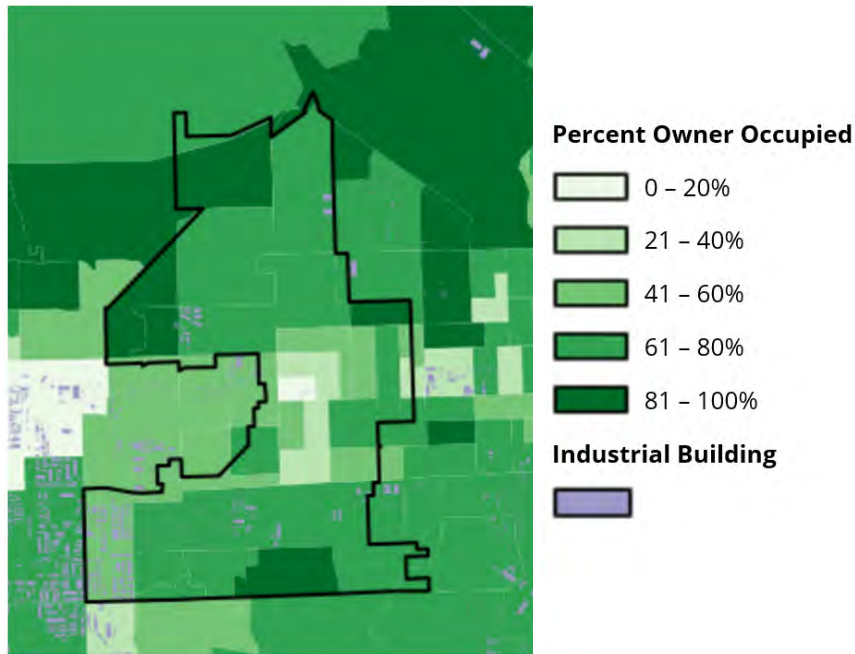 Percent Owner Occupied
0 – 20%
21 – 40%
41 – 60%
61 – 80%
81 – 100%
Industrial Building